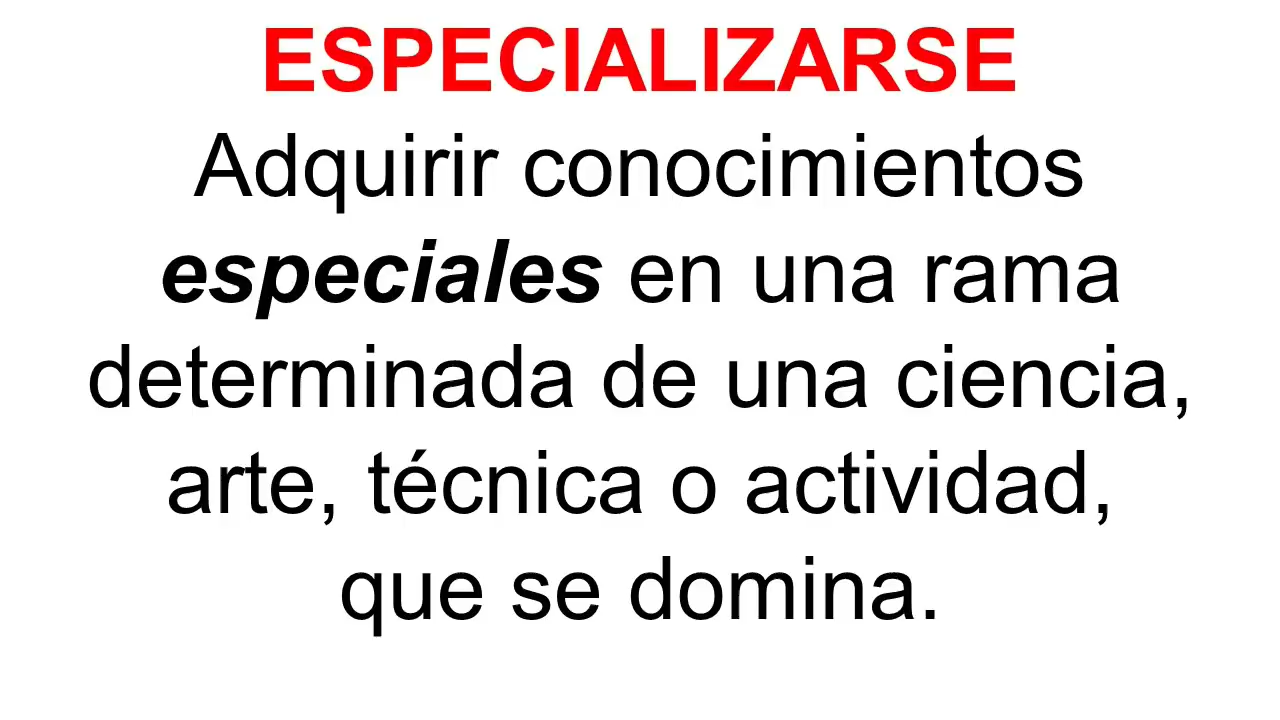 ESPECIALIZARSE
Adquirir conocimientos
especiales en una rama
determinada de una ciencia,
arte, técnica o actividad,
que se domina.